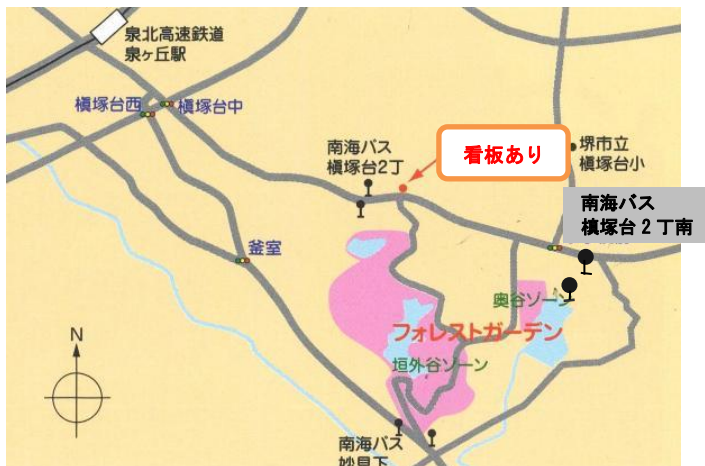 泉北高速鉄道
泉ヶ丘駅
槇塚台西
槇塚台中
南海バス
槇塚台2丁
看板あり
堺市立
槇塚台小
南海バス
槙塚台2丁南
釜室
奥谷ゾーン
フォレストガーデン
垣外谷ゾーン
N
南海バス
妙見下